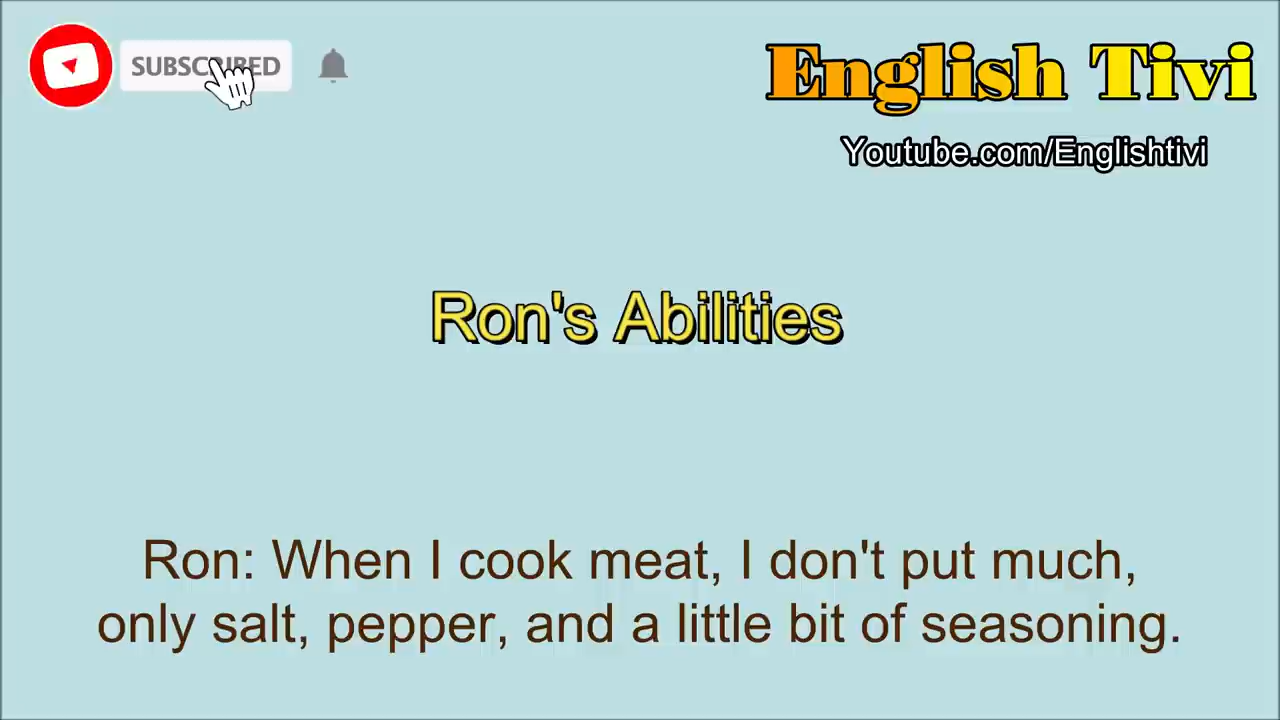 SUBSCRIBED
English Tivi
Youtube.com/Englishtivi
Ron's Abilities
Ron: When I cook meat, I don't put much,
only salt, pepper, and a little bit of seasoning.